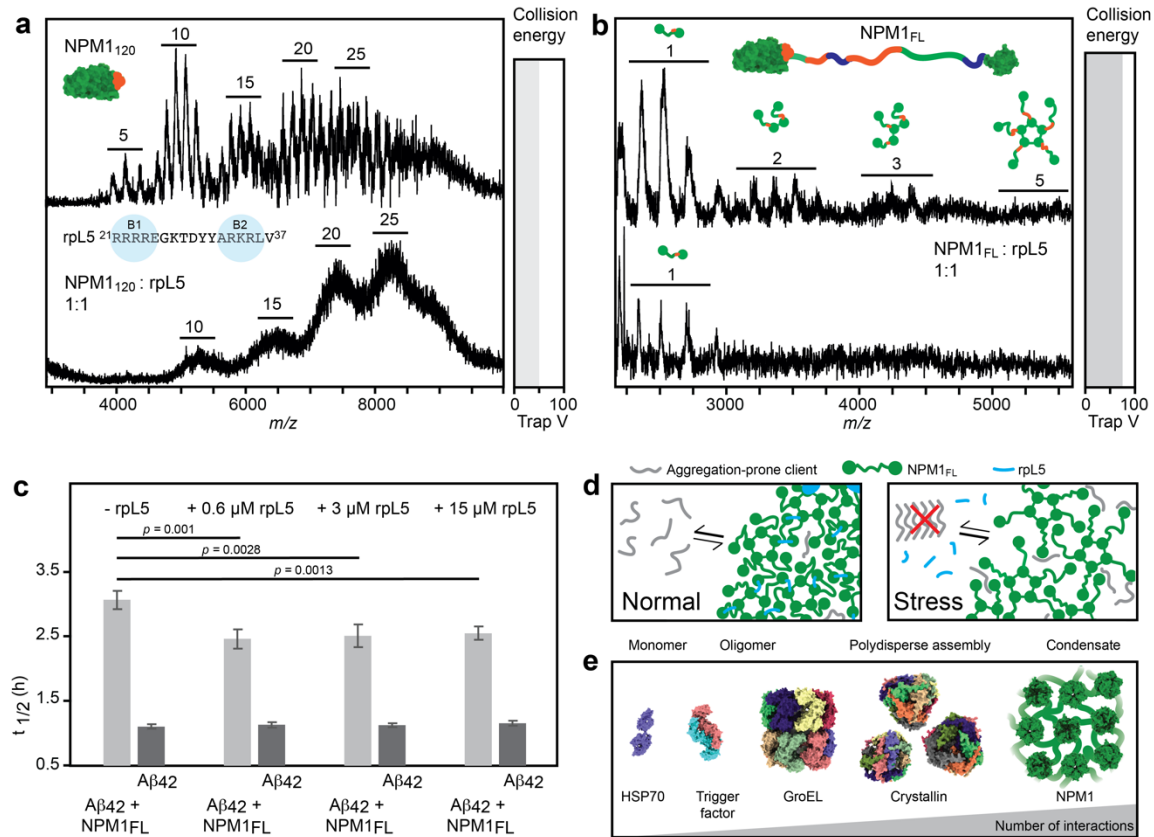 a
NPM1120
5
10
15
20
25
rpL5 21RRRREGKTDYYARKRLV37
B1
B2
NPM1120 : rpL5
1:1
10
15
20
25
4000
6000
8000
m/z
Collision
energy
0
100
Trap V
b
1
NPM1FL
2
3
5
NPM1FL : rpL5
1:1
1
3000
4000
5000
m/z
Collision
energy
0
100
Trap V
c
- rpL5
+ 0.6 µM rpL5
+ 3 µM rpL5
+ 15 µM rpL5
p = 0.001
p = 0.0028
p = 0.0013
3.5
2.5
1.5
0.5
t 1/2 (h)
Aβ42
Aβ42
Aβ42
Aβ42
Aβ42 +
NPM1FL
Aβ42 +
NPM1FL
Aβ42 +
NPM1FL
Aβ42 +
NPM1FL
Aggregation-prone client
NPM1FL
rpL5
d
Normal
Stress
Monomer
Oligomer
Polydisperse assembly
Condensate
e
HSP70
Trigger
factor
GroEL
Crystallin
NPM1
Number of interactions